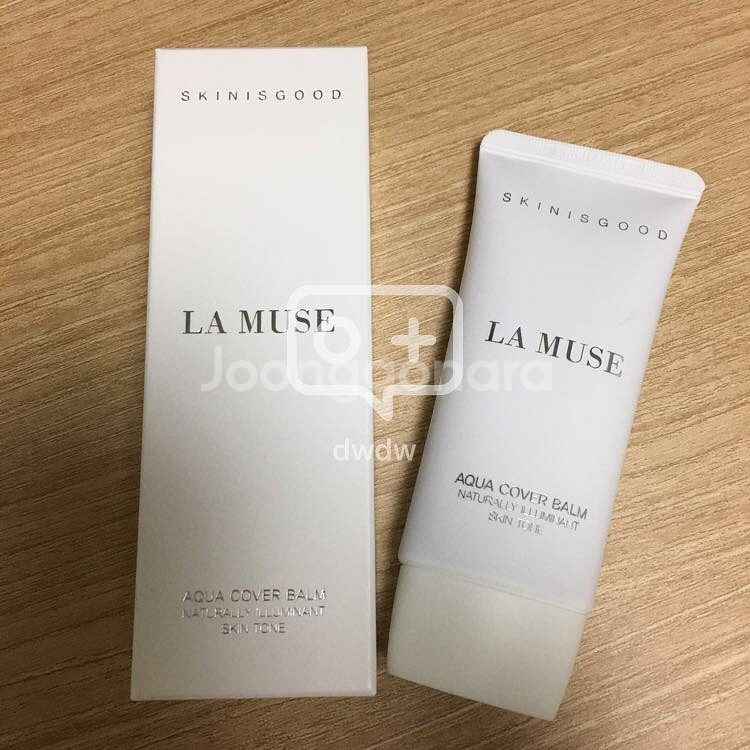 SKINISGOOD
LA MUSE
AQUA COVER BALM
NATURALLY ILLUMINANT
SKIN TONE
SKINISGOOD
LA MUSE
AQUA COVER BALM
NATURALLY ILLUMINANT
SKIN TONE
Joonggonara
dwdw